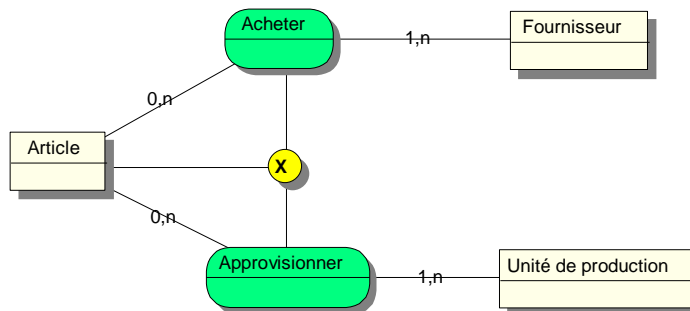 Acheter
Fournisseur
1,n
0,n
Article
X
0,n
Approvisionner
Unité de production
1,n